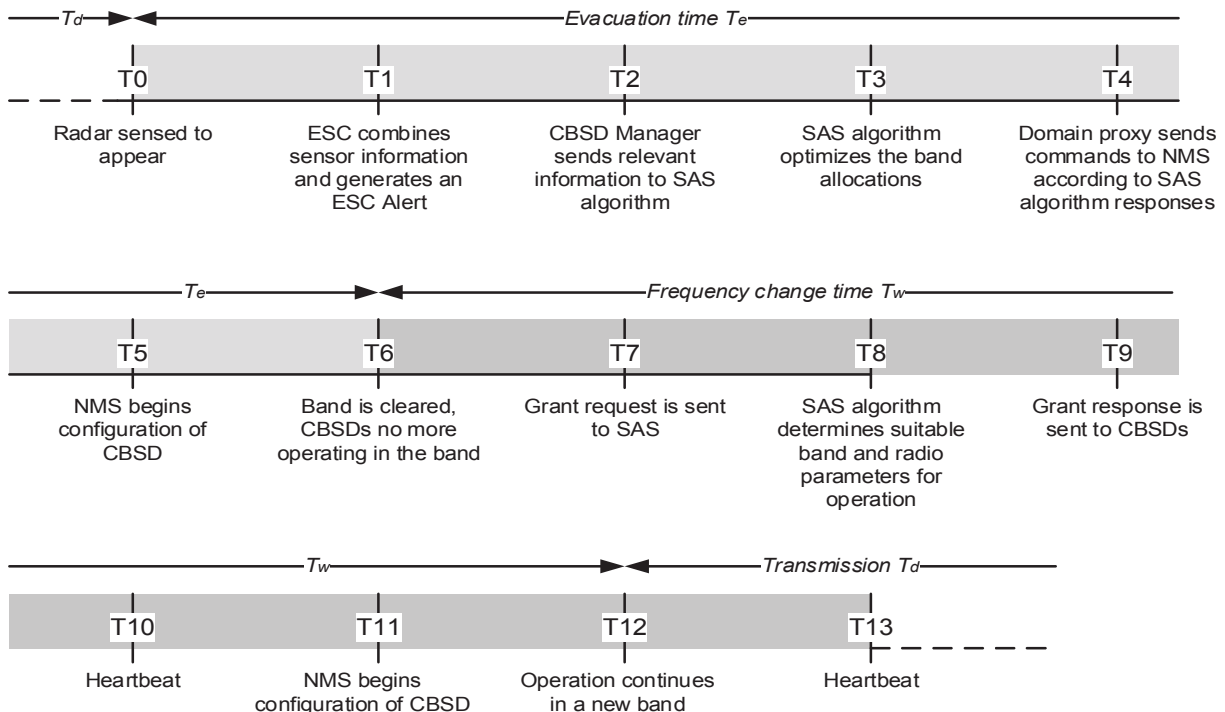 Td
Evacuation time Te
T0
T1
T2
T3
T4
Radar sensed to
appear
ESC combines
sensor information
and generates an
ESC Alert
CBSD Manager
sends relevant
information to SAS
algorithm
SAS algorithm
optimizes the band
allocations
Domain proxy sends
commands to NMS
according to SAS
algorithm responses
Te
Frequency change time Tw
T5
T6
T7
T8
T9
NMS begins
configuration of
CBSD
Band is cleared,
CBSDs no more
operating in the band
Grant request is sent
to SAS
SAS algorithm
determines suitable
band and radio
parameters for
operation
Grant response is
sent to CBSDs
Tw
Transmission Td
T10
T11
T12
T13
Heartbeat
NMS begins
configuration of CBSD
Operation continues
in a new band
Heartbeat